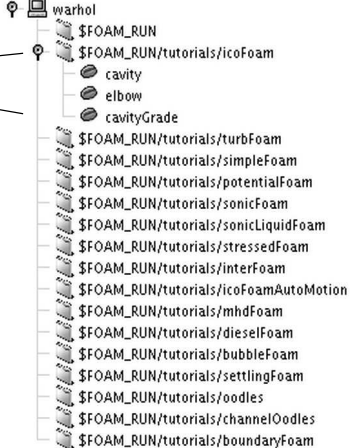 warhol
$FOAM_RUN
$FOAM_RUN/tutorials/icoFoam
cavity
elbow
cavityGrade
$FOAM_RUN/tutorials/turbFoam
$FOAM_RUN/tutorials/simpleFoam
$FOAM_RUN/tutorials/potentialFoam
$FOAM_RUN/tutorials/sonicFoam
$FOAM_RUN/tutorials/sonicLiquidFoam
$FOAM_RUN/tutorials/stressedFoam
$FOAM_RUN/tutorials/interFoam
$FOAM_RUN/tutorials/icoFoamAutoMotion
$FOAM_RUN/tutorials/mhdFoam
$FOAM_RUN/tutorials/dieselFoam
$FOAM_RUN/tutorials/bubbleFoam
$FOAM_RUN/tutorials/settlingFoam
$FOAM_RUN/tutorials/oodles
$FOAM_RUN/tutorials/channelOodles
$FOAM_RUN/tutorials/boundaryFoam